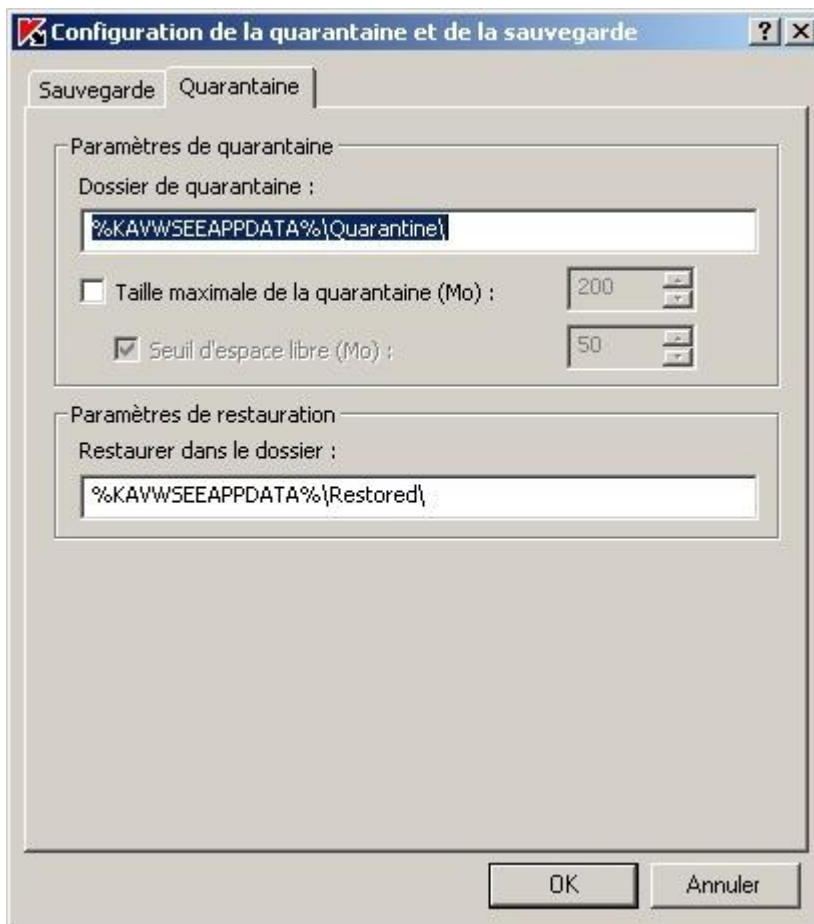 Configuration de la quarantaine et de la sauvegarde
Sauvegarde Quarantaine
Paramètres de quarantaine
Dossier de quarantaine :
%KAVWSEEAPPDATA%\Quarantine\
Taille maximale de la quarantaine (Mo) : 200
Seuil d'espace libre (Mo) : 50
Paramètres de restauration
Restaurer dans le dossier :
%KAVWSEEAPPDATA%\Restored\
OK Annuler